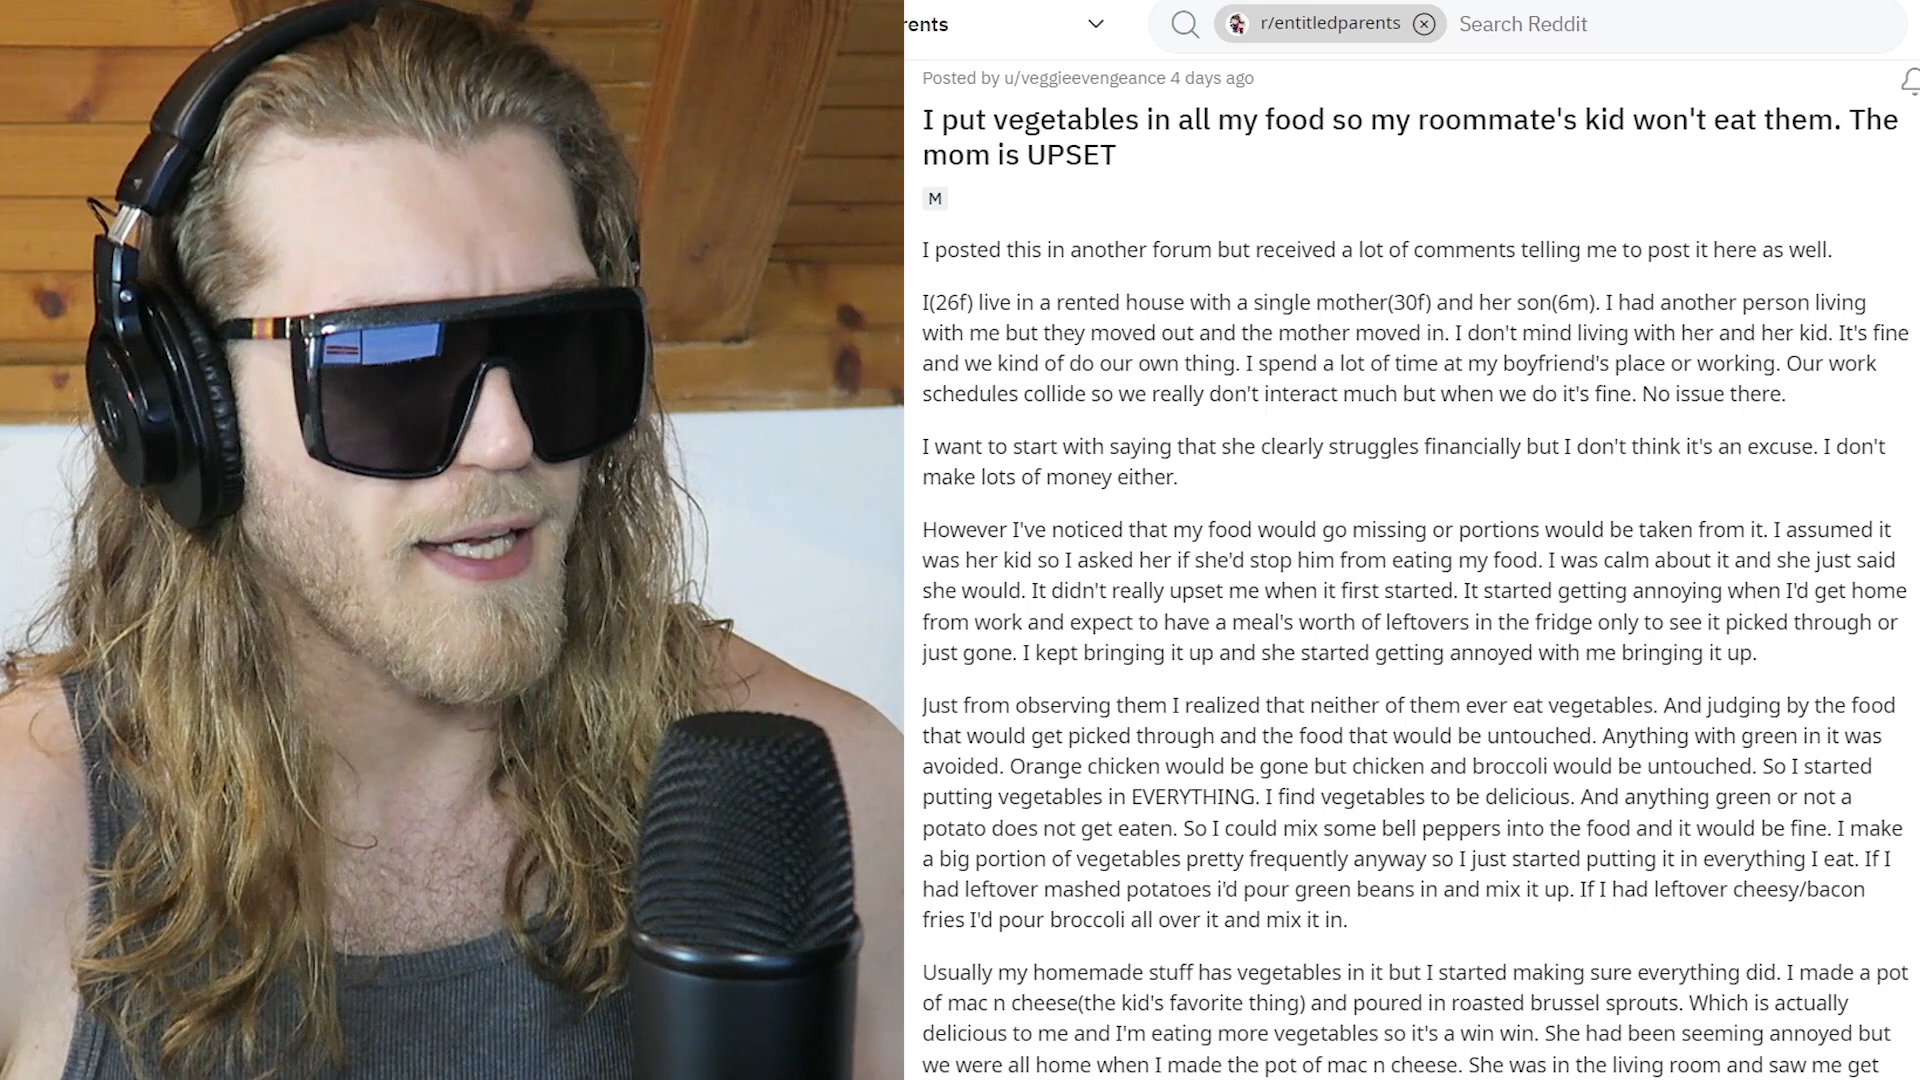 rents
r/entitledparents
Search Reddit
Posted by u/veggieevengeance 4 days ago
I put vegetables in all my food so my roommate's kid won't eat them. The
mom is UPSET
M
I posted this in another forum but received a lot of comments telling me to post it here as well.
I(26f) live in a rented house with a single mother(30f) and her son(6m). I had another person living
with me but they moved out and the mother moved in. I don't mind living with her and her kid. It's fine
and we kind of do our own thing. I spend a lot of time at my boyfriend's place or working. Our work
schedules collide so we really don't interact much but when we do it's fine. No issue there.
I want to start with saying that she clearly struggles financially but I don't think it's an excuse. I don't
make lots of money either.
However I've noticed that my food would go missing or portions would be taken from it. I assumed it
was her kid so I asked her if she'd stop him from eating my food. I was calm about it and she just said
she would. It didn't really upset me when it first started. It started getting annoying when I'd get home
from work and expect to have a meal's worth of leftovers in the fridge only to see it picked through or
just gone. I kept bringing it up and she started getting annoyed with me bringing it up.
Just from observing them I realized that neither of them ever eat vegetables. And judging by the food
that would get picked through and the food that would be untouched. Anything with green in it was
avoided. Orange chicken would be gone but chicken and broccoli would be untouched. So I started
putting vegetables in EVERYTHING. I find vegetables to be delicious. And anything green or not a
potato does not get eaten. So I could mix some bell peppers into the food and it would be fine. I make
a big portion of vegetables pretty frequently anyway so I just started putting it in everything I eat. If I
had leftover mashed potatoes i'd pour green beans in and mix it up. If I had leftover cheesy/bacon
fries I'd pour broccoli all over it and mix it in.
Usually my homemade stuff has vegetables in it but I started making sure everything did. I made a pot
of mac n cheese(the kid's favorite thing) and poured in roasted brussel sprouts. Which is actually
delicious to me and I'm eating more vegetables so it's a win win. She had been seeming annoyed but
we were all home when I made the pot of mac n cheese. She was in the living room and saw me get